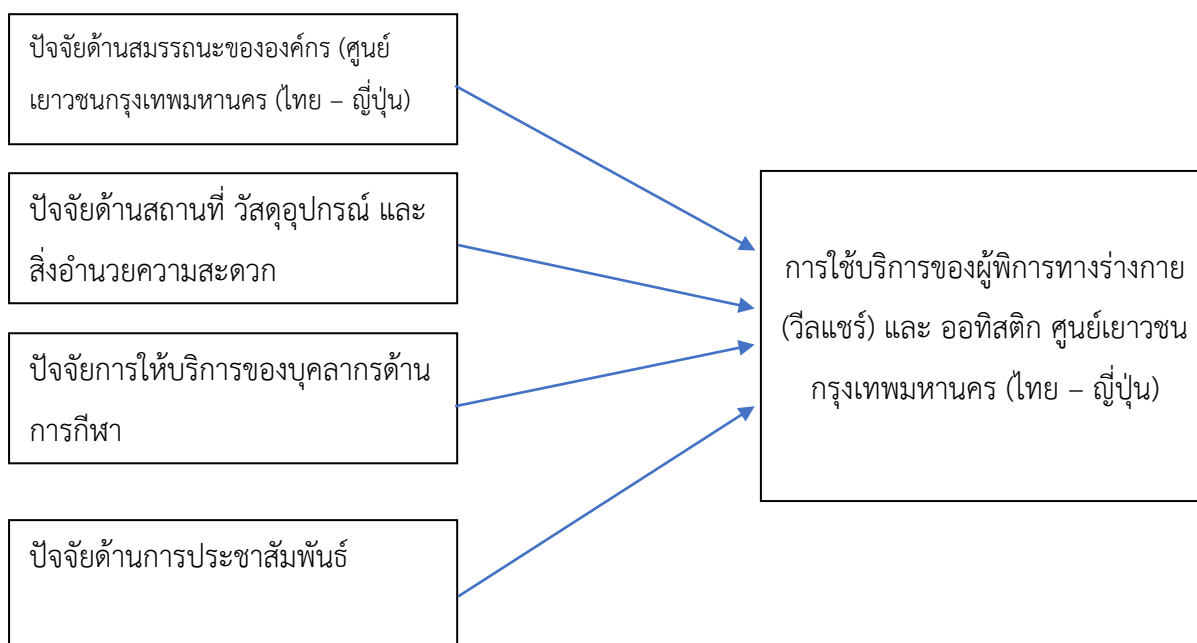 ปัจจัยด้านสมรรถนะขององค์กร (ศูนย์
เยาวชนกรุงเทพมหานคร (ไทย – ญี่ปุ่น)
ปัจจัยด้านสถานที่ วัสดุอุปกรณ์ และ
สิ่งอำนวยความสะดวก
ปัจจัยการให้บริการของบุคลากรด้าน
การกีฬา
ปัจจัยด้านการประชาสัมพันธ์
การใช้บริการของผู้พิการทางร่างกาย
(วีลแชร์) และ ออทิสติก ศูนย์เยาวชน
กรุงเทพมหานคร (ไทย – ญี่ปุ่น)